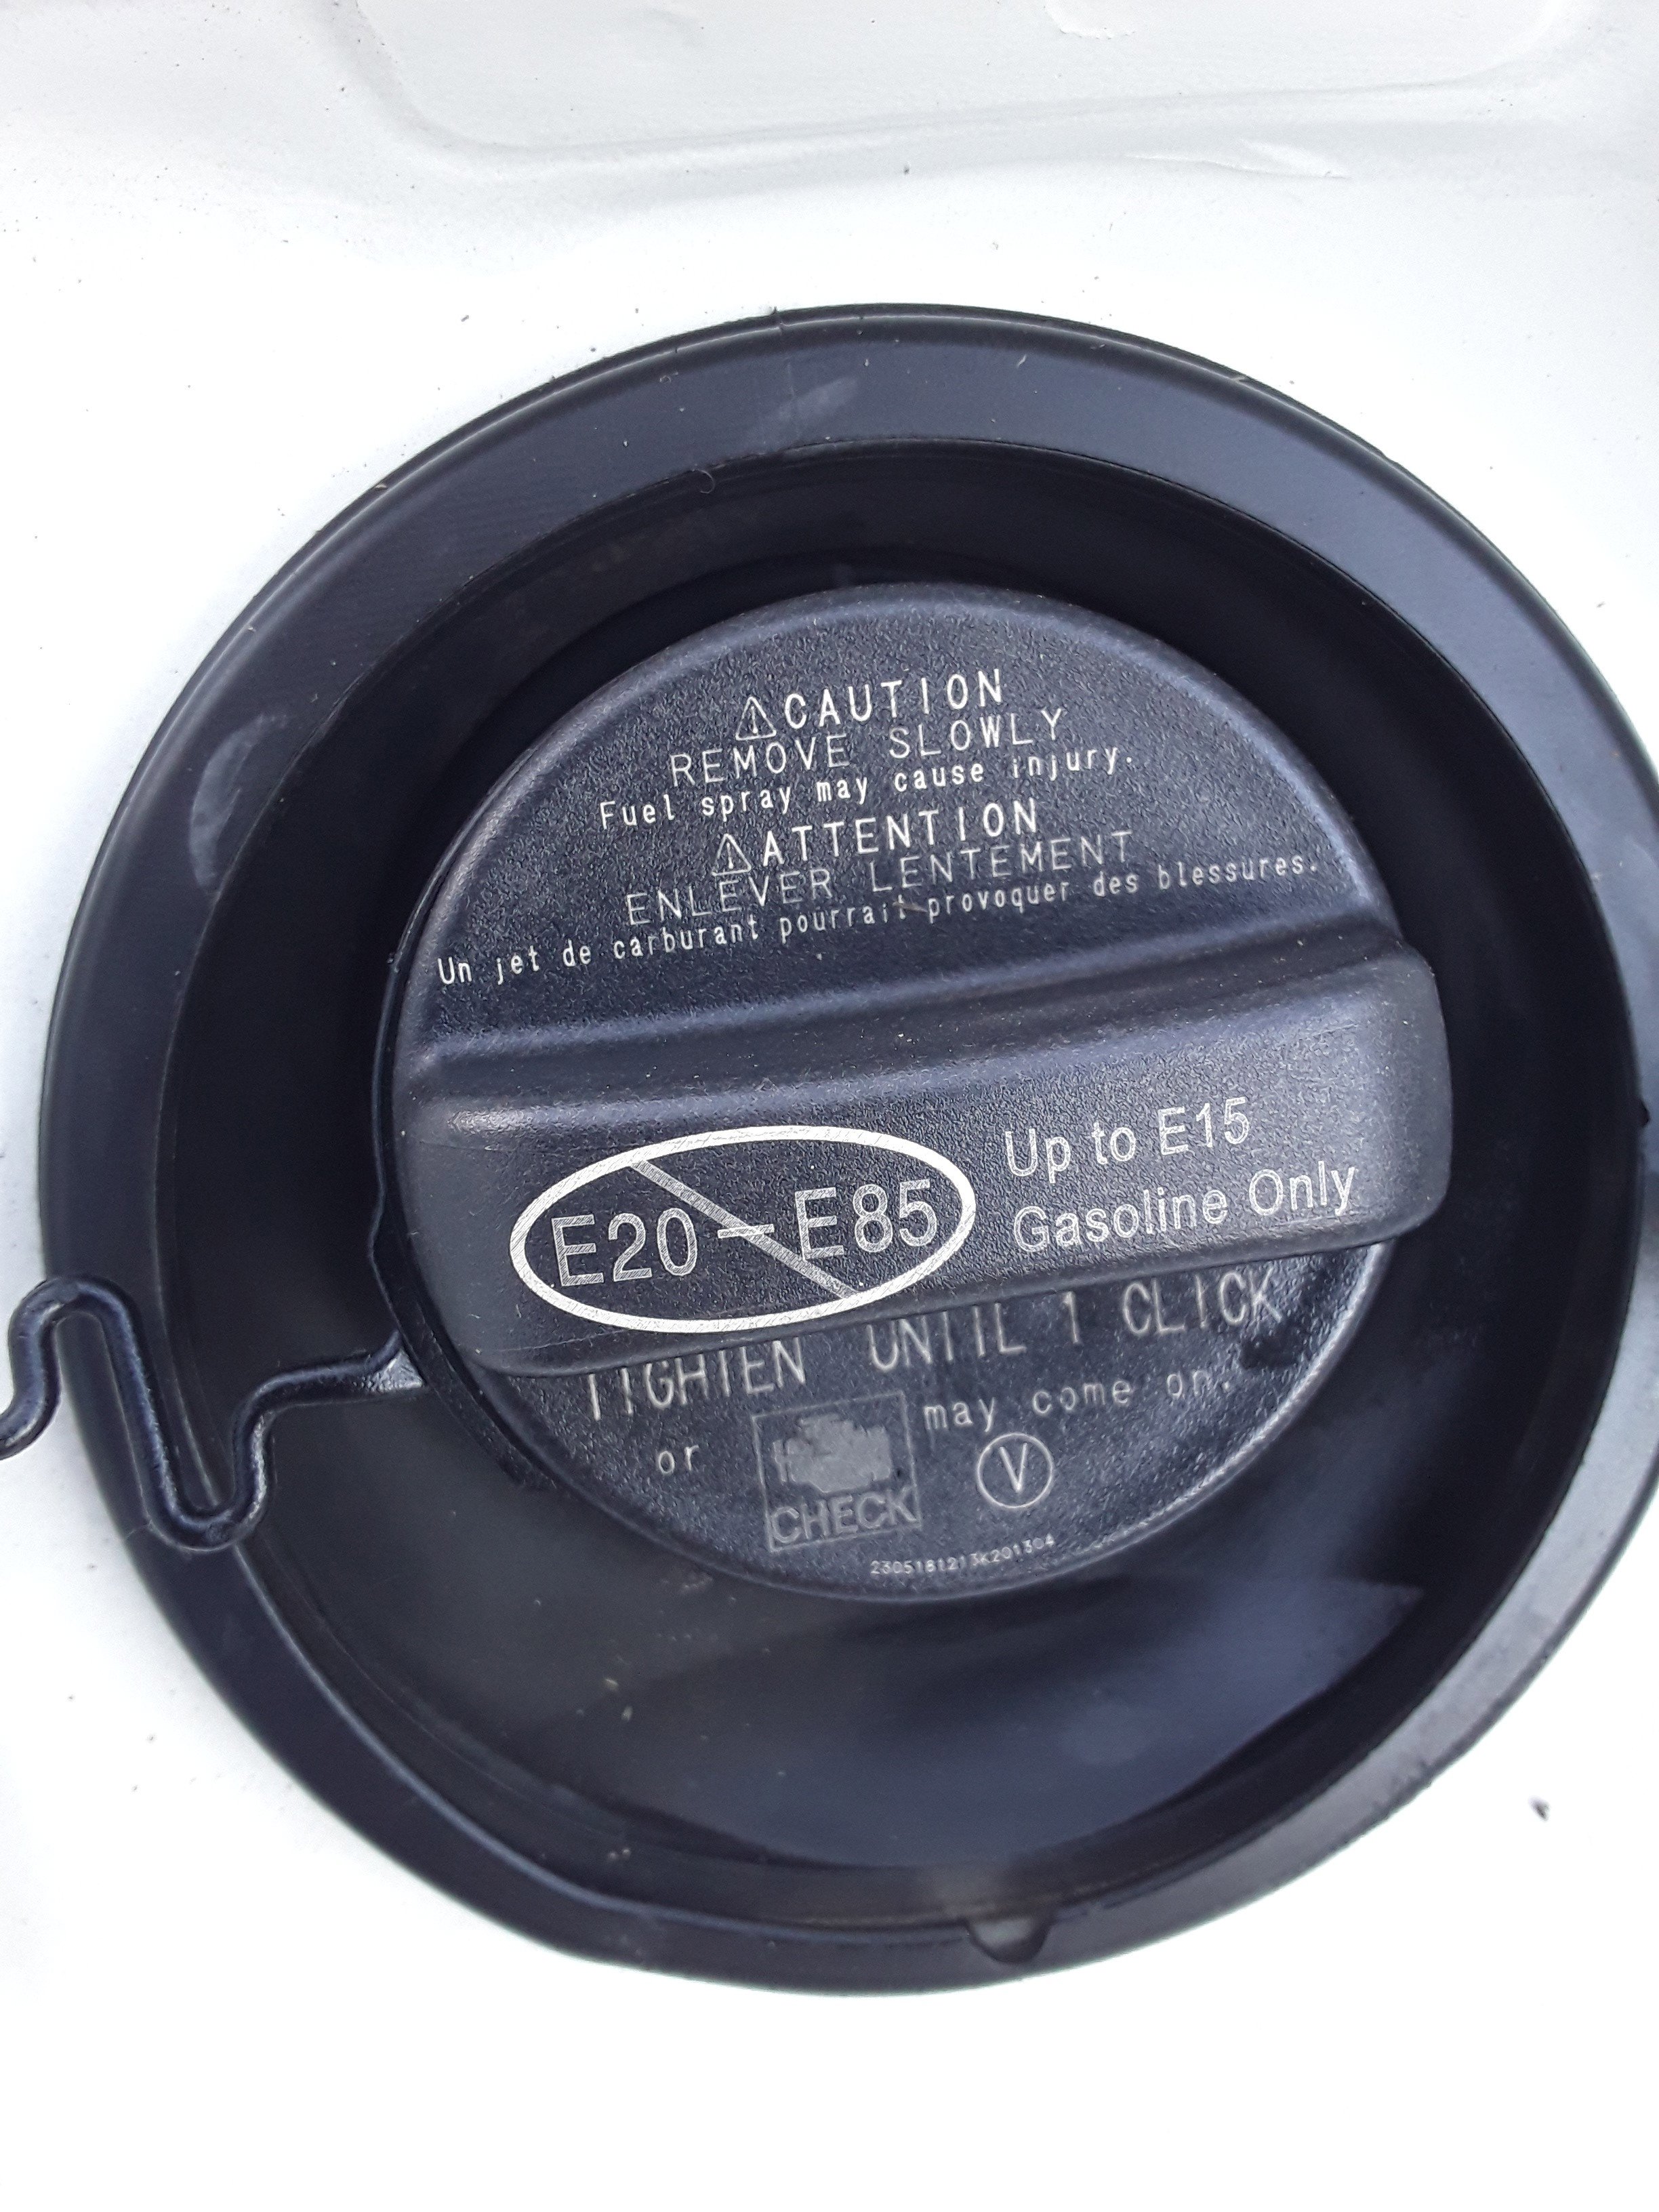 ⚠CAUTION
REMOVE SLOWLY
Fuel spray may cause injury.
⚠ATTENTION
ENLEVER LENTEMENT
Un jet de carburant pourrait provoquer des blessures.
E20-E85
Up to E15
Gasoline Only
TIGHTEN UNTIL 1 CLICK
or CHECK may come on.
V
2305181213K201304